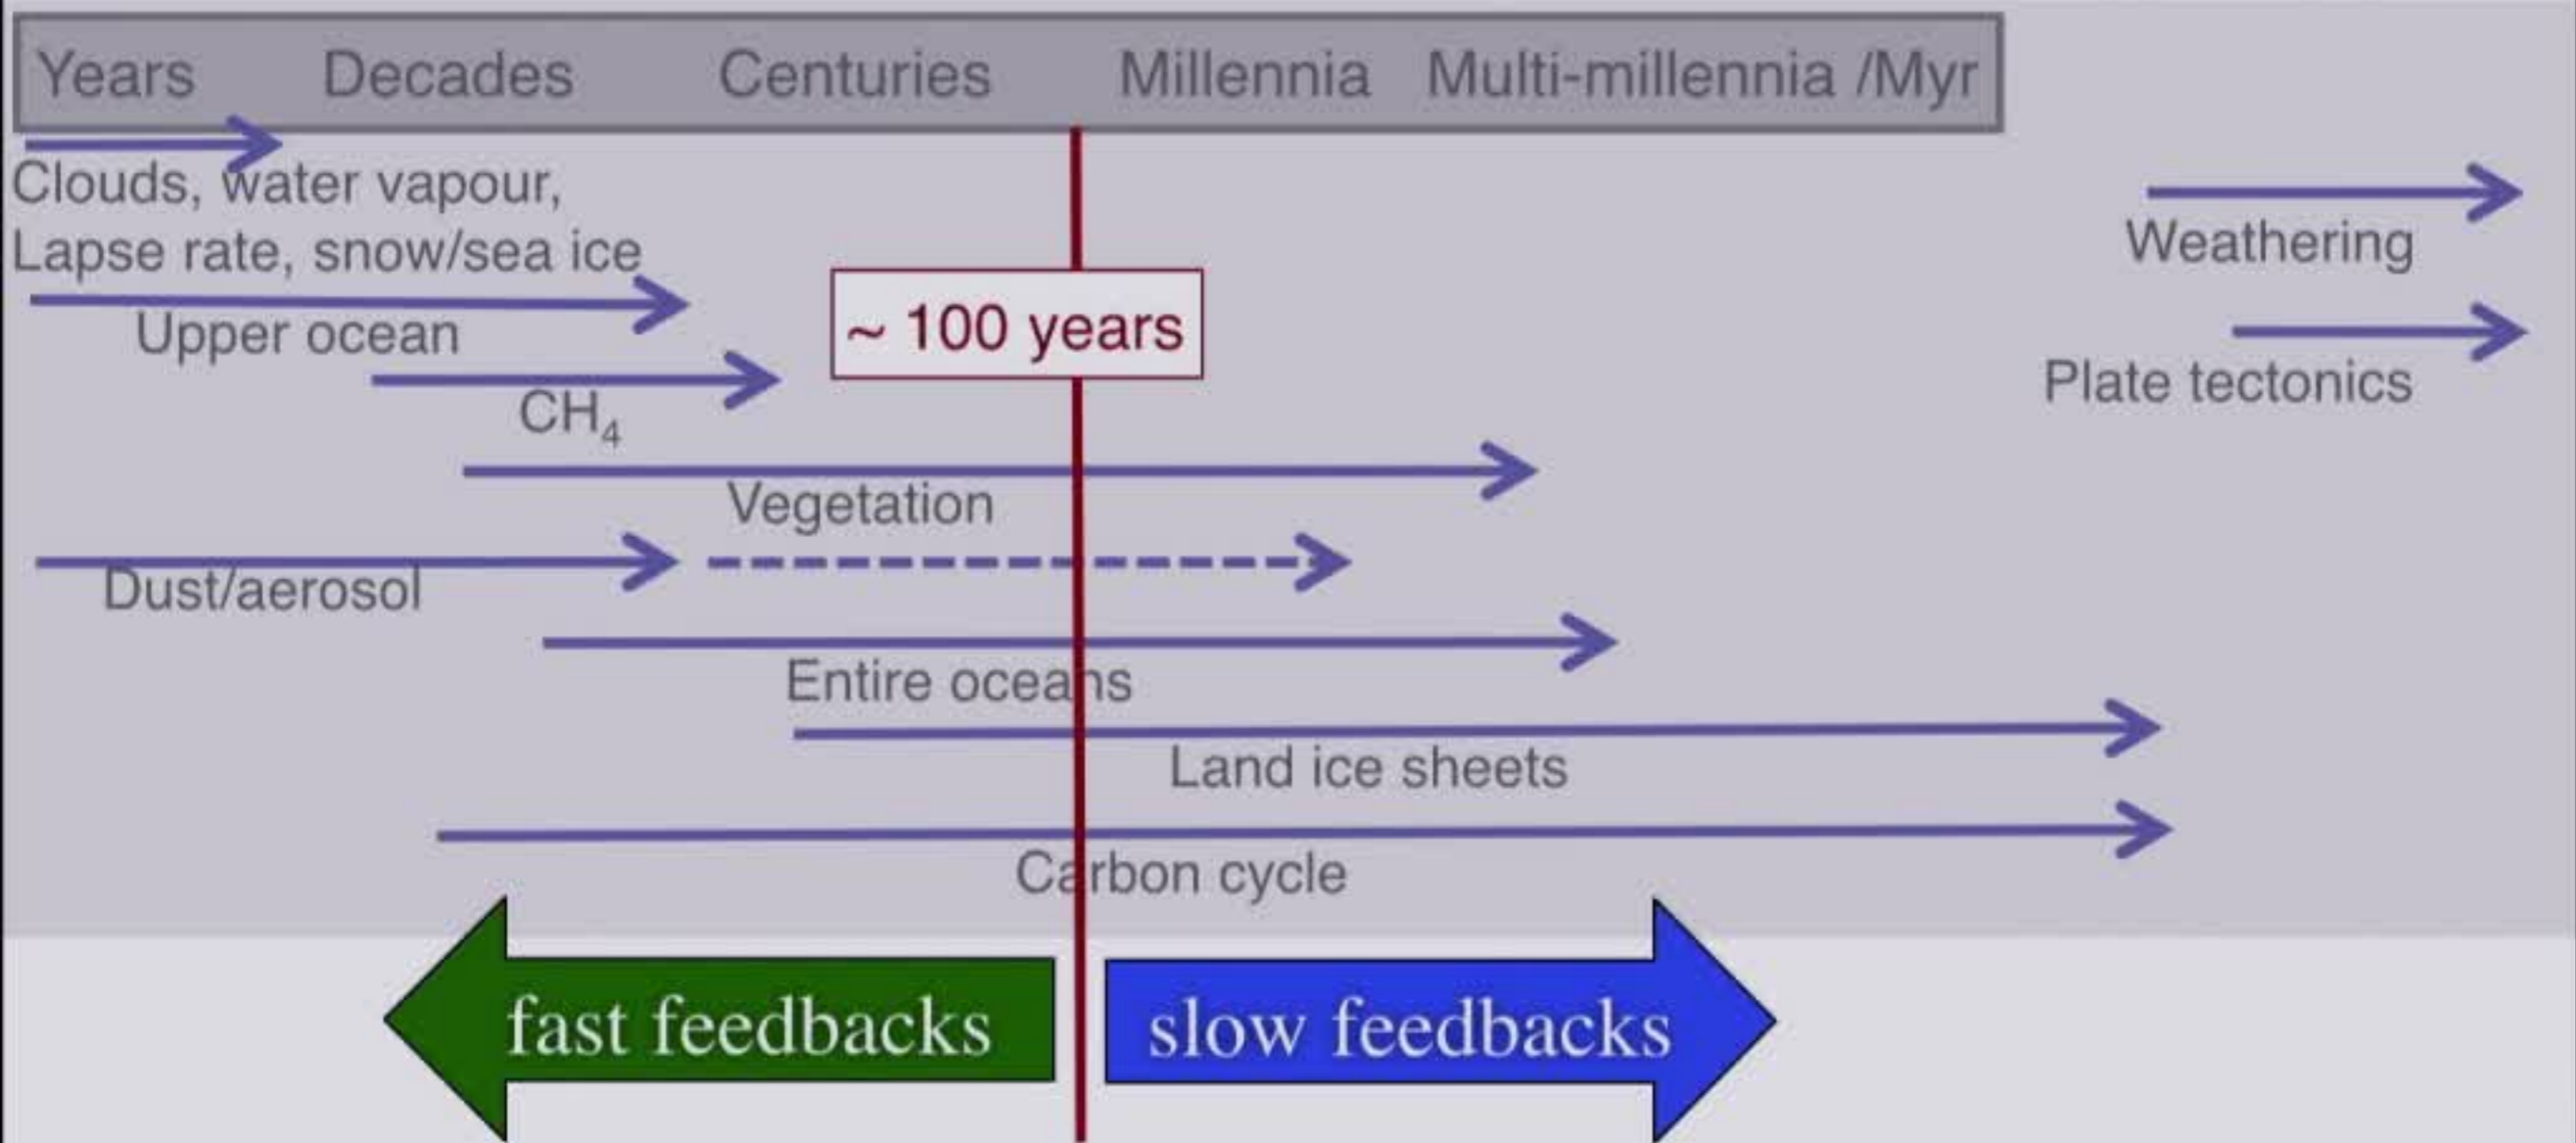 Years Decades Centuries Millennia Multi-millennia /Myr
Clouds, water vapour,
Lapse rate, snow/sea ice
Weathering
~ 100 years
Upper ocean
Plate tectonics
CH₄
Vegetation
Dust/aerosol
Entire oceans
Land ice sheets
Carbon cycle
fast feedbacks
slow feedbacks